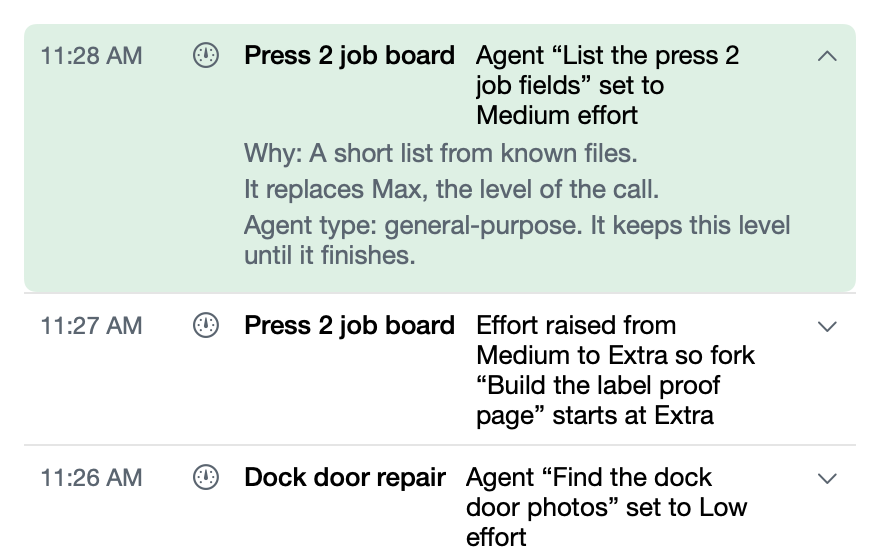 11:28 AM Press 2 job board Agent “List the press 2
job fields” set to
Medium effort
Why: A short list from known files.
It replaces Max, the level of the call.
Agent type: general-purpose. It keeps this level
until it finishes.
11:27 AM Press 2 job board Effort raised from
Medium to Extra so fork
“Build the label proof
page” starts at Extra
11:26 AM Dock door repair Agent “Find the dock
door photos” set to Low
effort